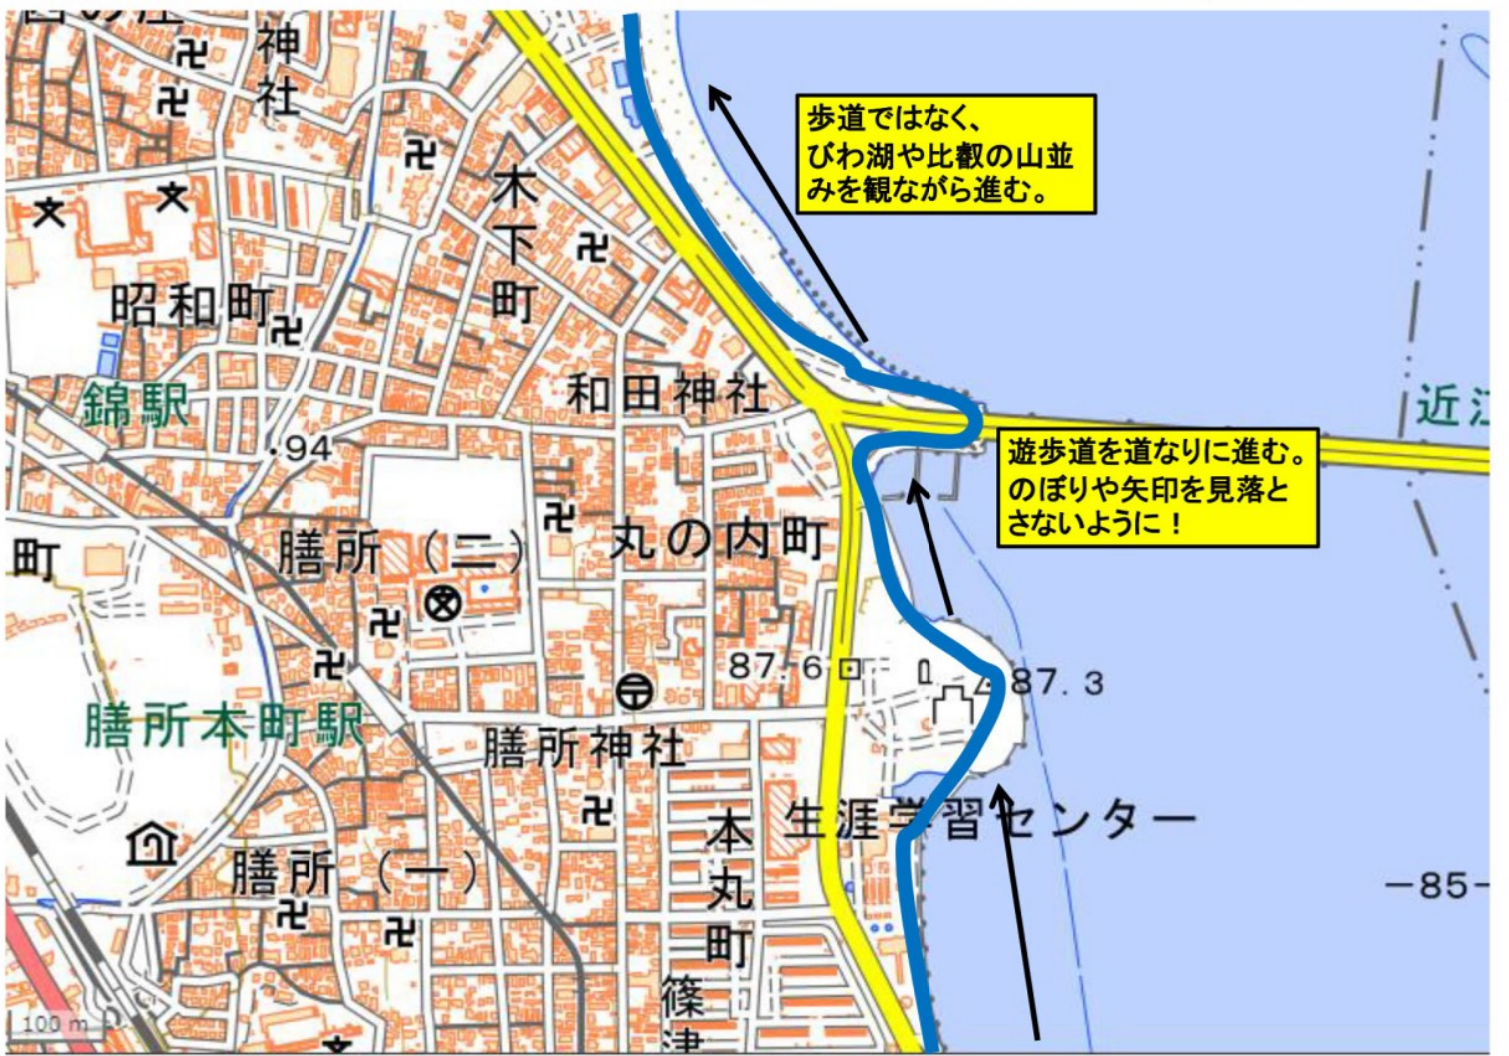 神社
歩道ではなく、
びわ湖や比叡の山並
みを観ながら進む。
木下町
昭和町
錦駅
和田神社
近江
・94
遊歩道を道なりに進む。
のぼりや矢印を見落と
さないように！
町
膳所（二）
丸の内町
87.6
87.3
膳所本町駅
膳所神社
生涯学習センター
本丸町
膳所（一）
-85-
篠津
100 m